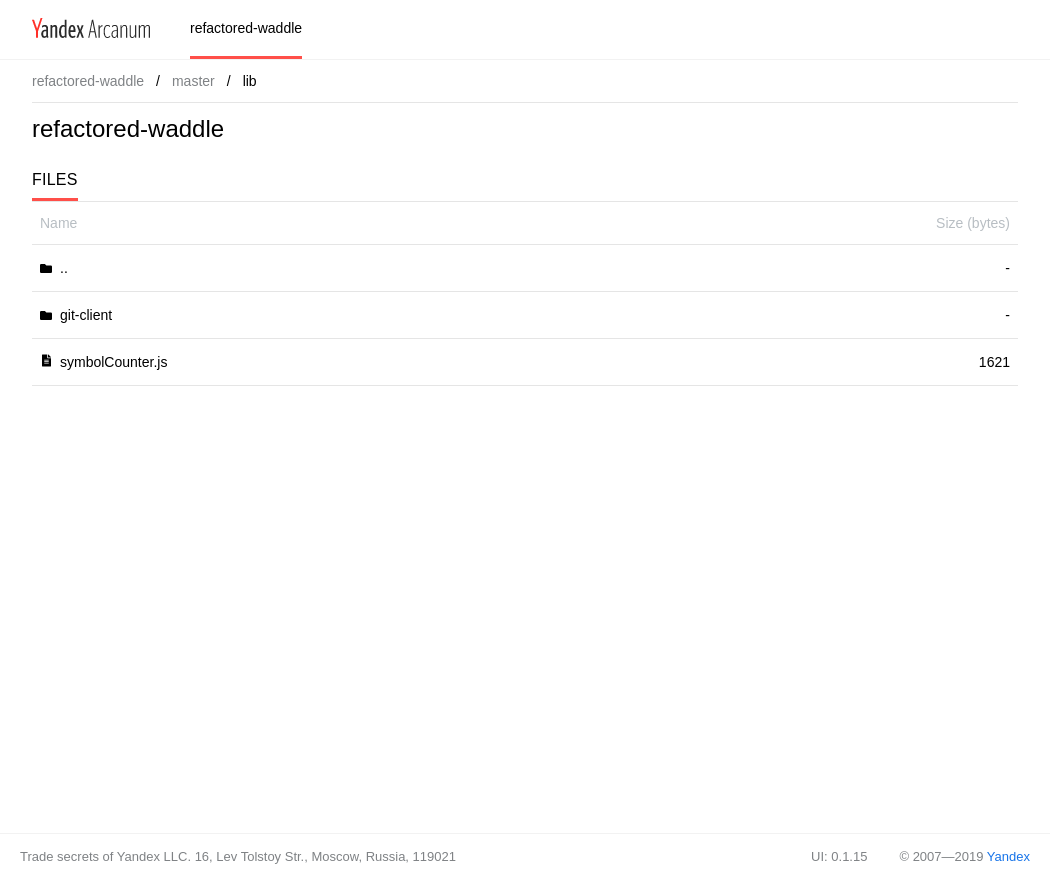 Yandex Arcanum refactored-waddle
refactored-waddle / master / lib
refactored-waddle
FILES
Name Size (bytes)
.. -
git-client -
symbolCounter.js 1621
Trade secrets of Yandex LLC. 16, Lev Tolstoy Str., Moscow, Russia, 119021 UI: 0.1.15 © 2007—2019 Yandex